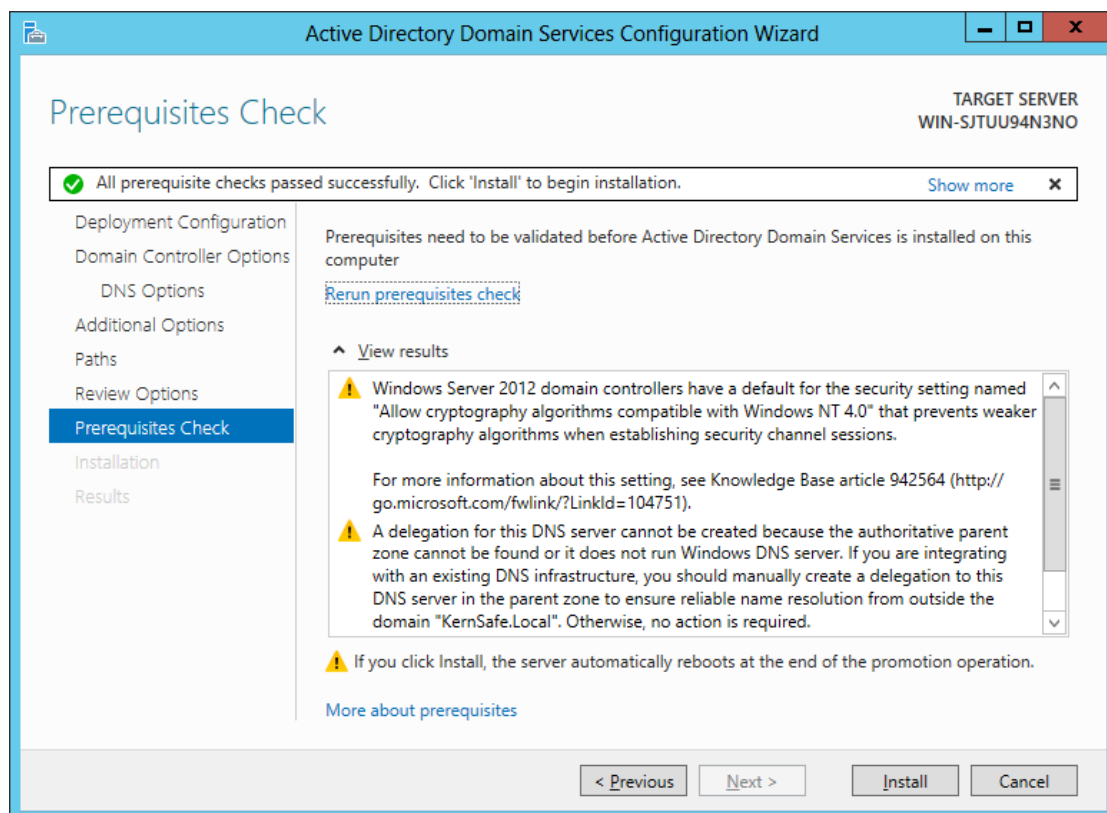 Active Directory Domain Services Configuration Wizard
Prerequisites Check
TARGET SERVER
WIN-SJTUU94N3NO
All prerequisite checks passed successfully. Click 'Install' to begin installation.
Show more
Deployment Configuration
Domain Controller Options
DNS Options
Additional Options
Paths
Review Options
Prerequisites Check
Installation
Results
Prerequisites need to be validated before Active Directory Domain Services is installed on this
computer
Rerun prerequisites check
View results
Windows Server 2012 domain controllers have a default for the security setting named
"Allow cryptography algorithms compatible with Windows NT 4.0" that prevents weaker
cryptography algorithms when establishing security channel sessions.
For more information about this setting, see Knowledge Base article 942564 (http://
go.microsoft.com/fwlink/?LinkId=104751).
A delegation for this DNS server cannot be created because the authoritative parent
zone cannot be found or it does not run Windows DNS server. If you are integrating
with an existing DNS infrastructure, you should manually create a delegation to this
DNS server in the parent zone to ensure reliable name resolution from outside the
domain "KernSafe.Local". Otherwise, no action is required.
If you click Install, the server automatically reboots at the end of the promotion operation.
More about prerequisites
< Previous
Next >
Install
Cancel